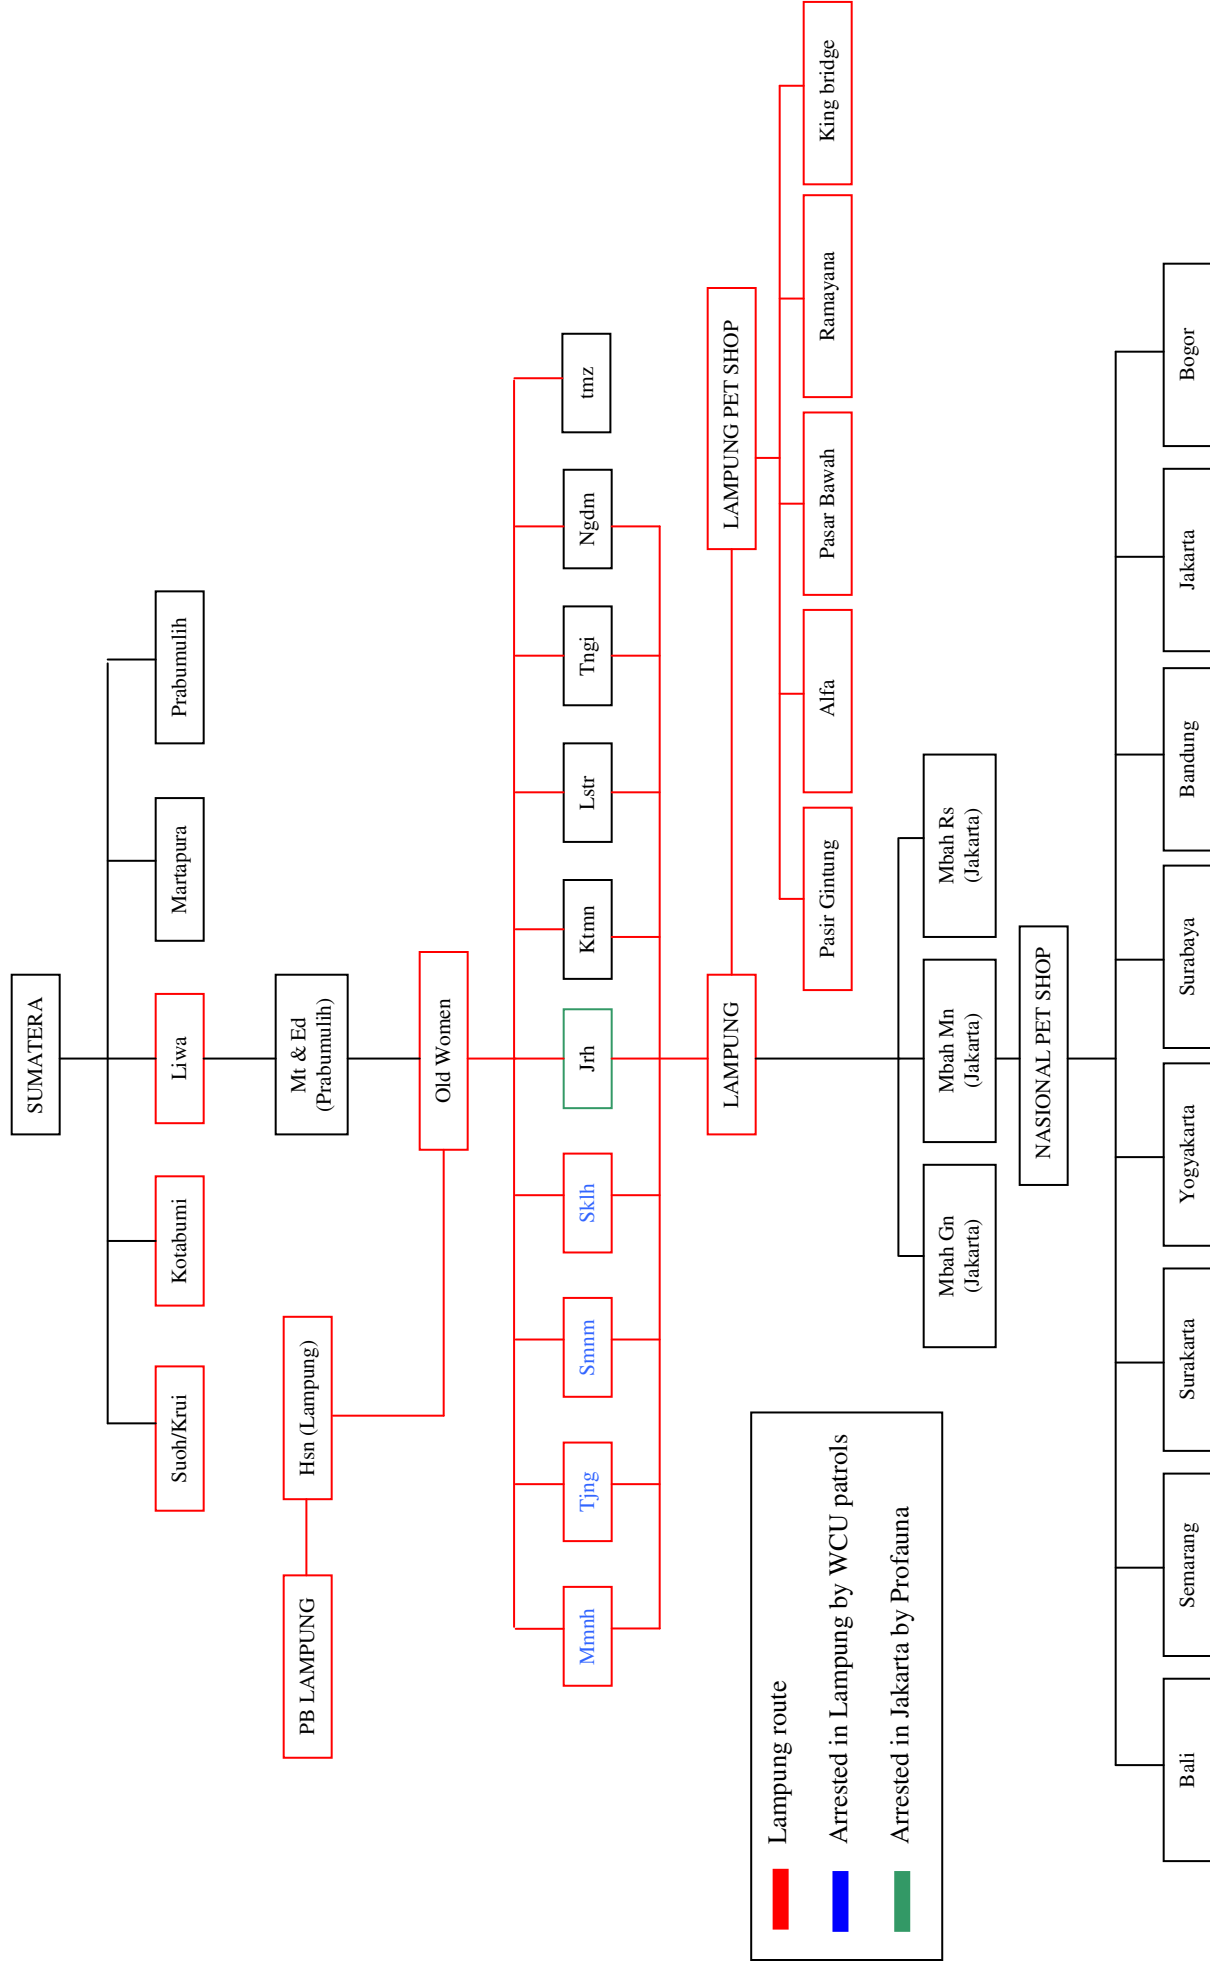 SUMATERA
Suoh/Krui
Kotabumi
Liwa
Martapura
Prabumulih
PB LAMPUNG
Hsn (Lampung)
Mt & Ed
(Prabumulih)
Old Women
Mmnh
Tjng
Smnm
Sklh
Jrh
Ktmn
Lstr
Tngi
Ngdm
tmz
LAMPUNG
LAMPUNG PET SHOP
Pasir Gintung
Alfa
Pasar Bawah
Ramayana
King bridge
Mbah Gn
(Jakarta)
Mbah Mn
(Jakarta)
Mbah Rs
(Jakarta)
NASIONAL PET SHOP
Bali
Semarang
Surakarta
Yogyakarta
Surabaya
Bandung
Jakarta
Bogor
Lampung route
Arrested in Lampung by WCU patrols
Arrested in Jakarta by Profauna